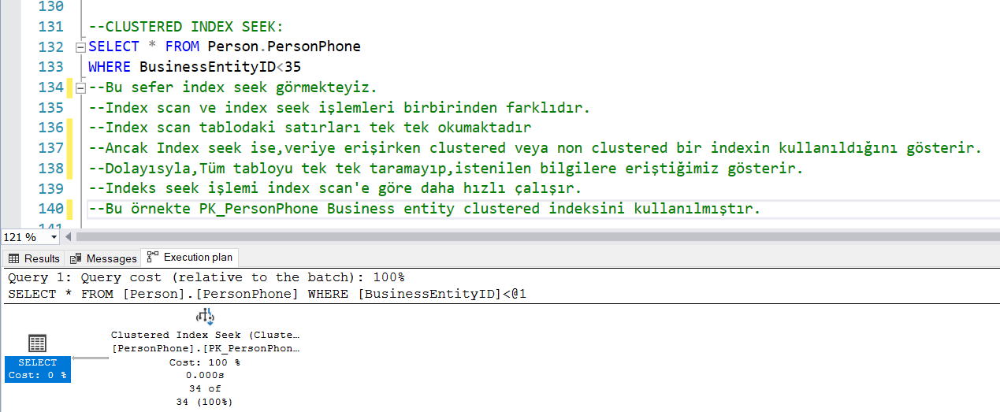 130
131 --CLUSTERED INDEX SEEK:
132 SELECT * FROM Person.PersonPhone
133 WHERE BusinessEntityID<35
134 --Bu sefer index seek görmekteyiz.
135 --Index scan ve index seek işlemleri birbirinden farklıdır.
136 --Index scan tablodaki satırları tek tek okumaktadır
137 --Ancak Index seek ise,veriye erişirken clustered veya non clustered bir indexin kullanıldığını gösterir.
138 --Dolayısyla,Tüm tabloyu tek tek taramayıp,istenilen bilgilere eriştiğimiz gösterir.
139 --Indeks seek işlemi index scan'e göre daha hızlı çalışır.
140 --Bu örnekte PK_PersonPhone Business entity clustered indeksini kullanılmıştır.
141
121 %
Results Messages Execution plan
Query 1: Query cost (relative to the batch): 100%
SELECT * FROM [Person].[PersonPhone] WHERE [BusinessEntityID]<@1
Clustered Index Seek (Cluste…
[PersonPhone].[PK_PersonPhon…
Cost: 100 %
0.000s
34 of
34 (100%)
SELECT
Cost: 0 %